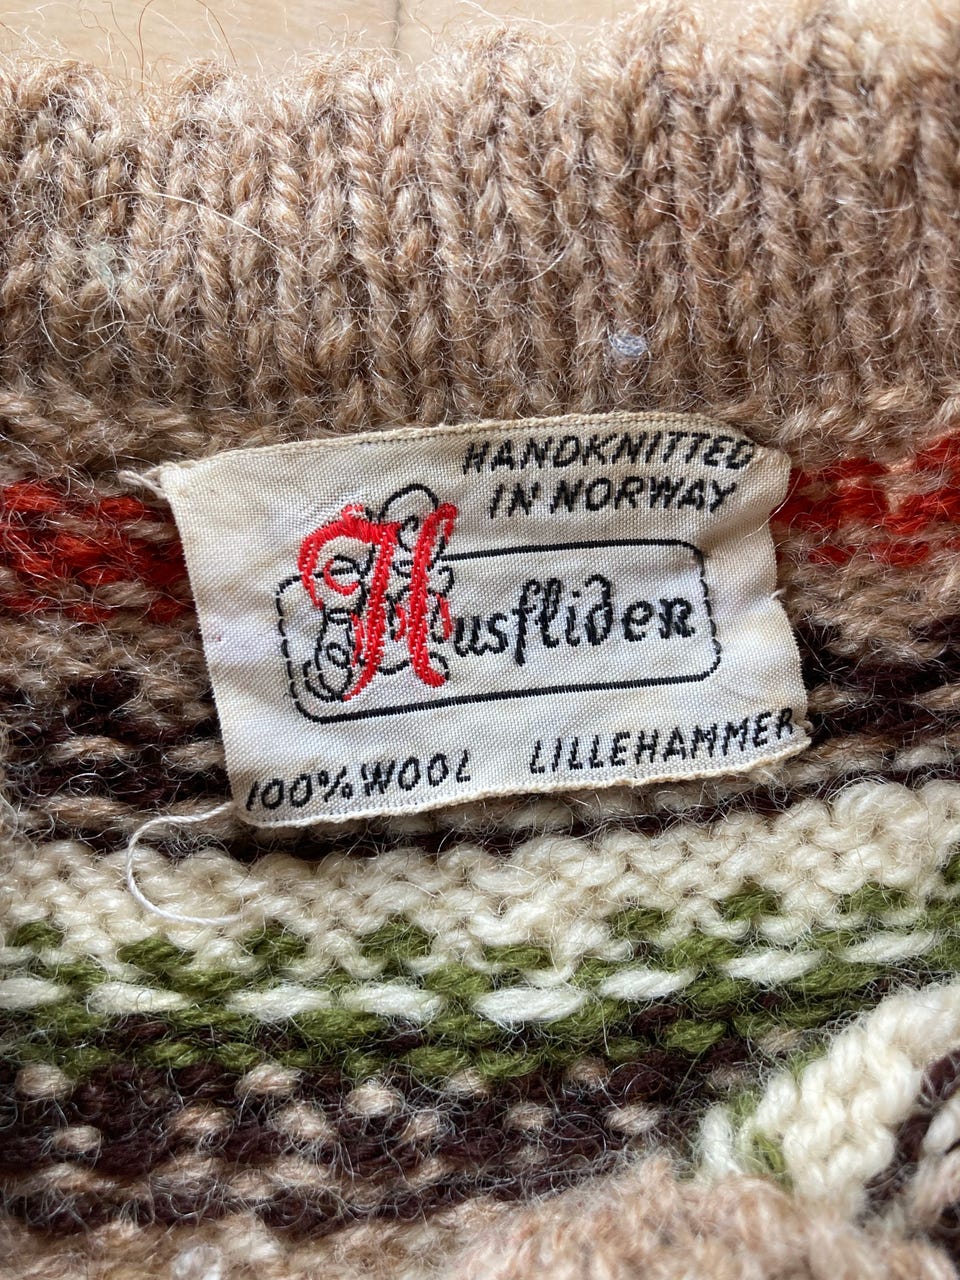 HANDKNITTED
IN NORWAY
Husfliden
100% WOOL LILLEHAMMER